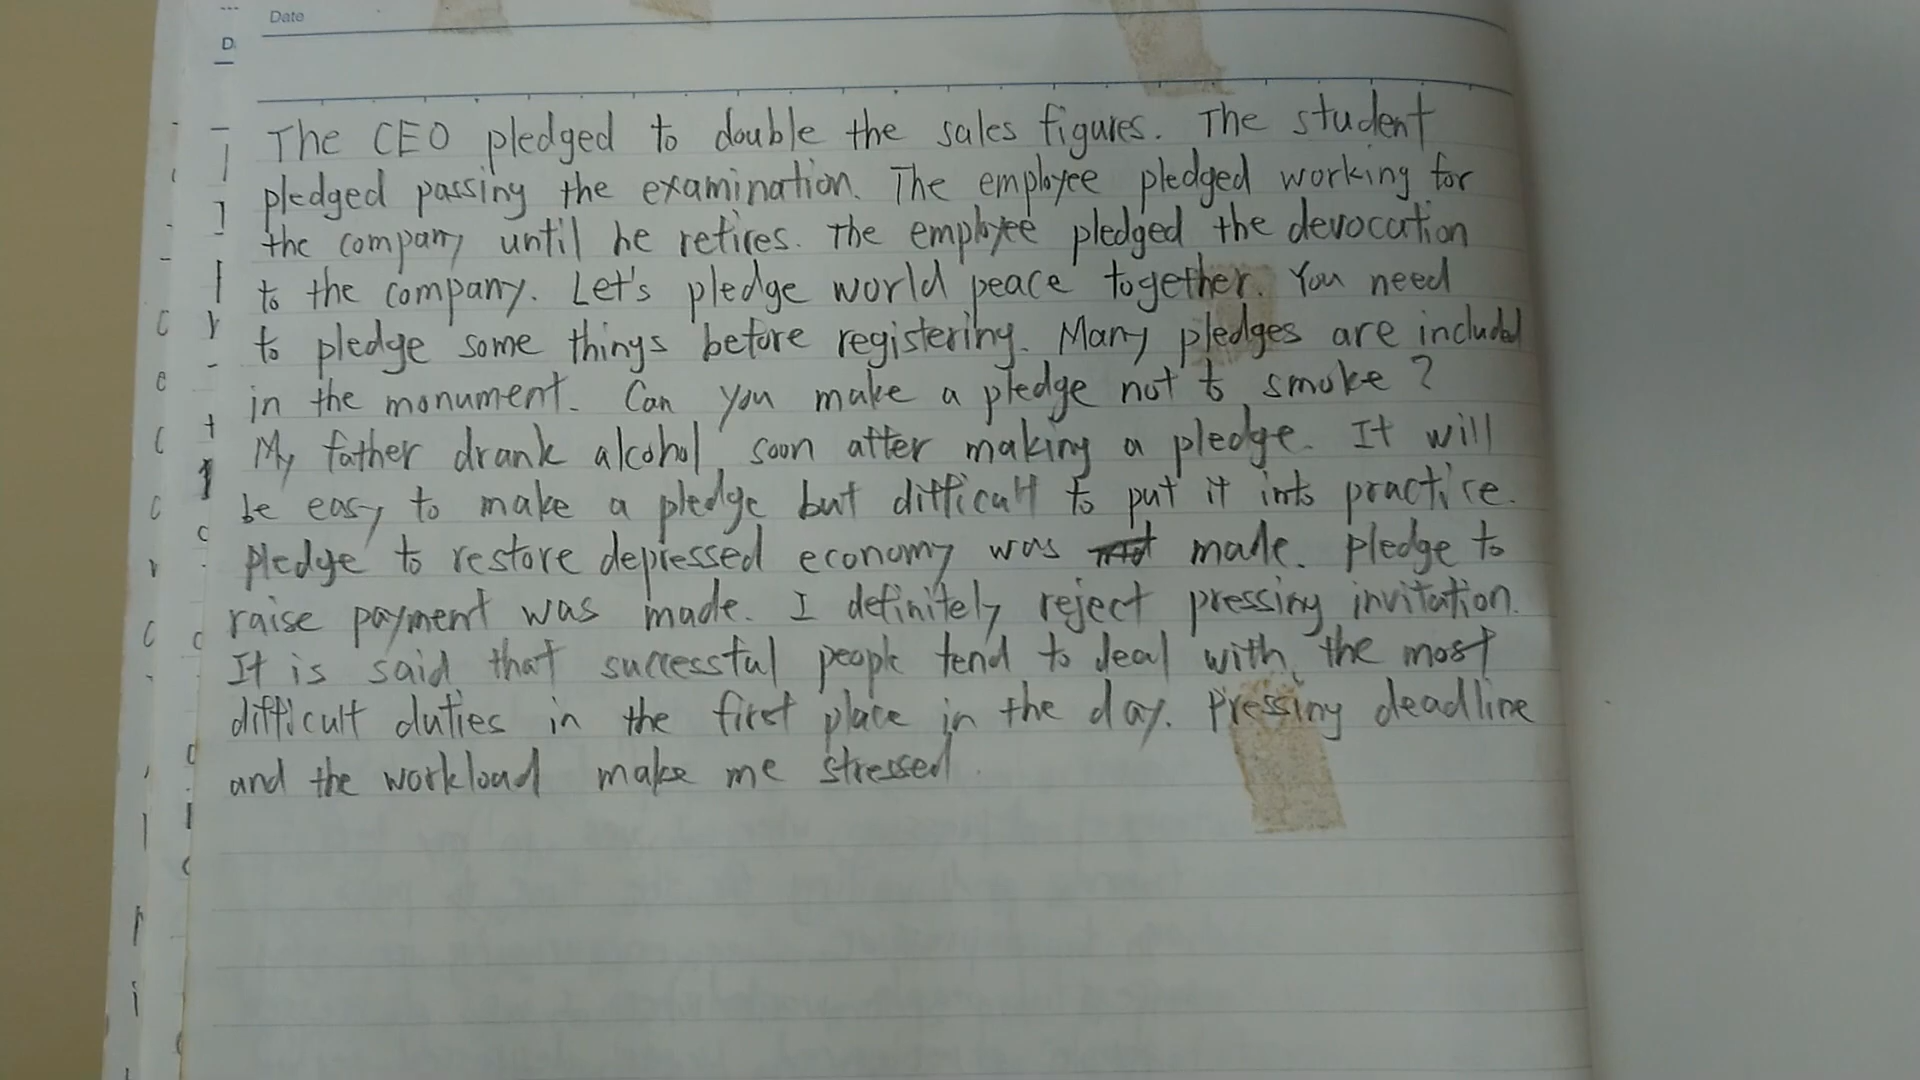 Date
D
The CEO pledged to double the sales figures. The student
pledged passing the examination. The employee pledged working for
the company until he retires. The employee pledged the devocation
to the company. Let's pledge world peace together. You need
to pledge some things before registering. Many pledges are included
in the monument. Can you make a pledge not to smoke?
My father drank alcohol soon after making a pledge. It will
be easy to make a pledge but difficult to put it into practice.
Pledge to restore depressed economy was made. Pledge to
raise payment was made. I definitely reject pressing invitation.
It is said that successful people tend to deal with the most
difficult duties in the first place in the day. Pressing deadline
and the workload make me stressed.